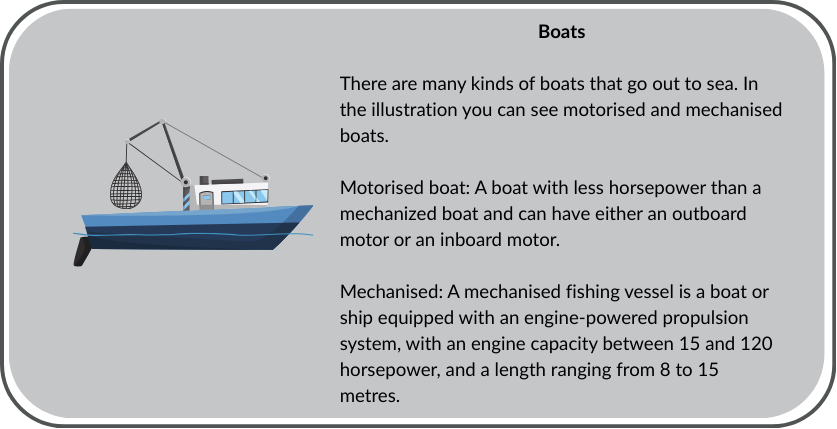 Boats
There are many kinds of boats that go out to sea. In
the illustration you can see motorised and mechanised
boats.
Motorised boat: A boat with less horsepower than a
mechanized boat and can have either an outboard
motor or an inboard motor.
Mechanised: A mechanised fishing vessel is a boat or
ship equipped with an engine-powered propulsion
system, with an engine capacity between 15 and 120
horsepower, and a length ranging from 8 to 15
metres.